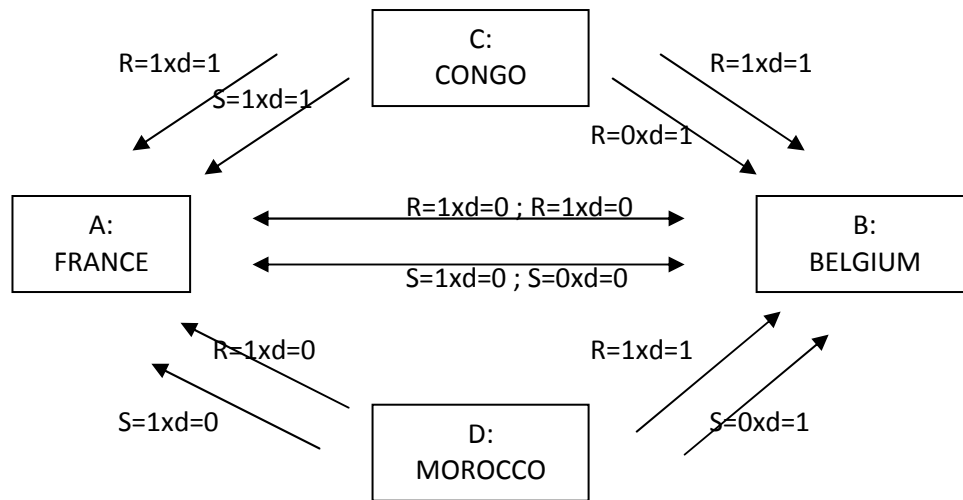 C:
CONGO
R=1xd=1
S=1xd=1
R=1xd=1
R=0xd=1
A:
FRANCE
R=1xd=0 ; R=1xd=0
S=1xd=0 ; S=0xd=0
B:
BELGIUM
R=1xd=0
S=1xd=0
R=1xd=1
S=0xd=1
D:
MOROCCO